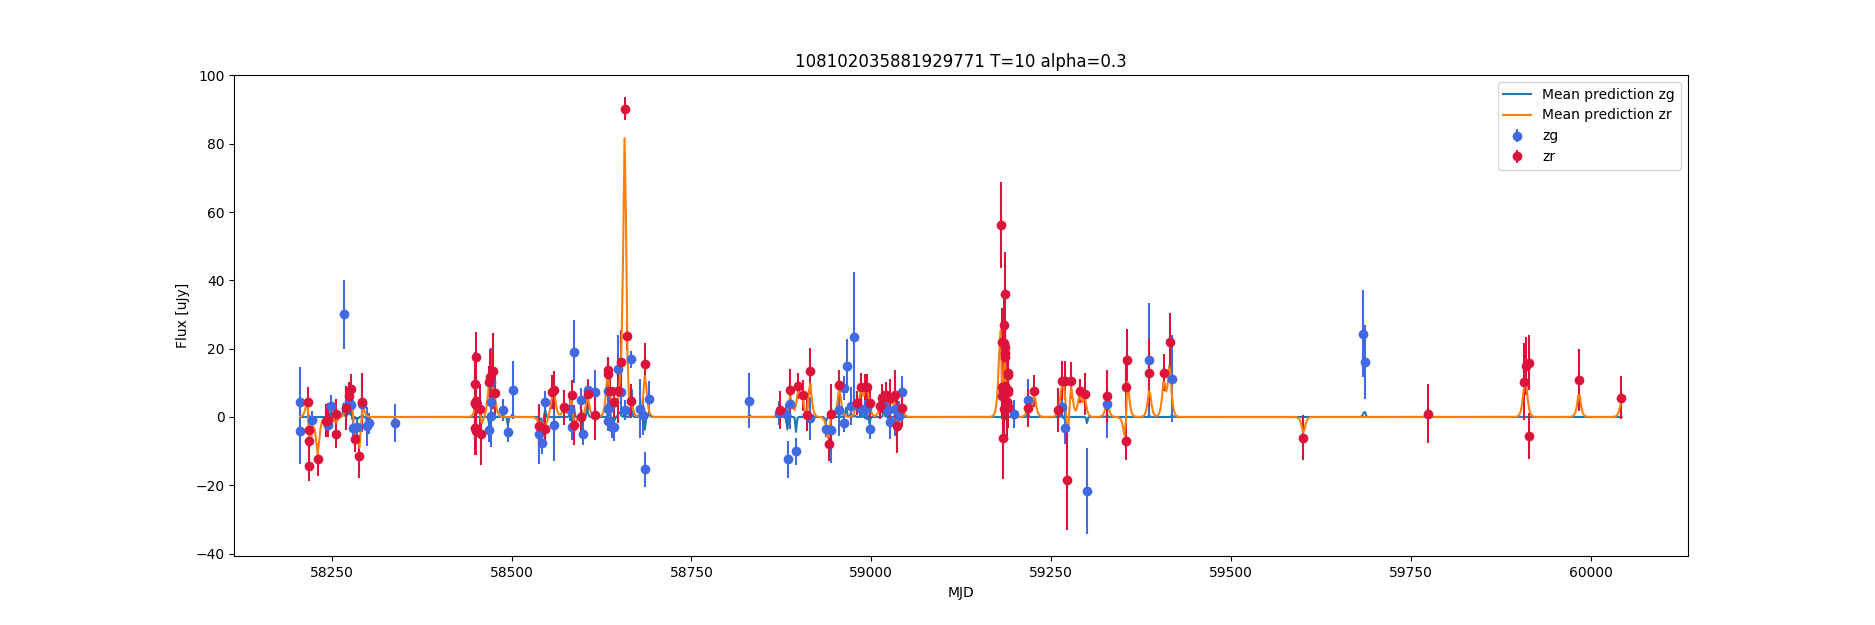 108102035881929771 T=10 alpha=0.3
100
80
60
40
20
0
−20
−40
Flux [uJy]
58250
58500
58750
59000
59250
59500
59750
60000
MJD
Mean prediction zg
Mean prediction zr
zg
zr